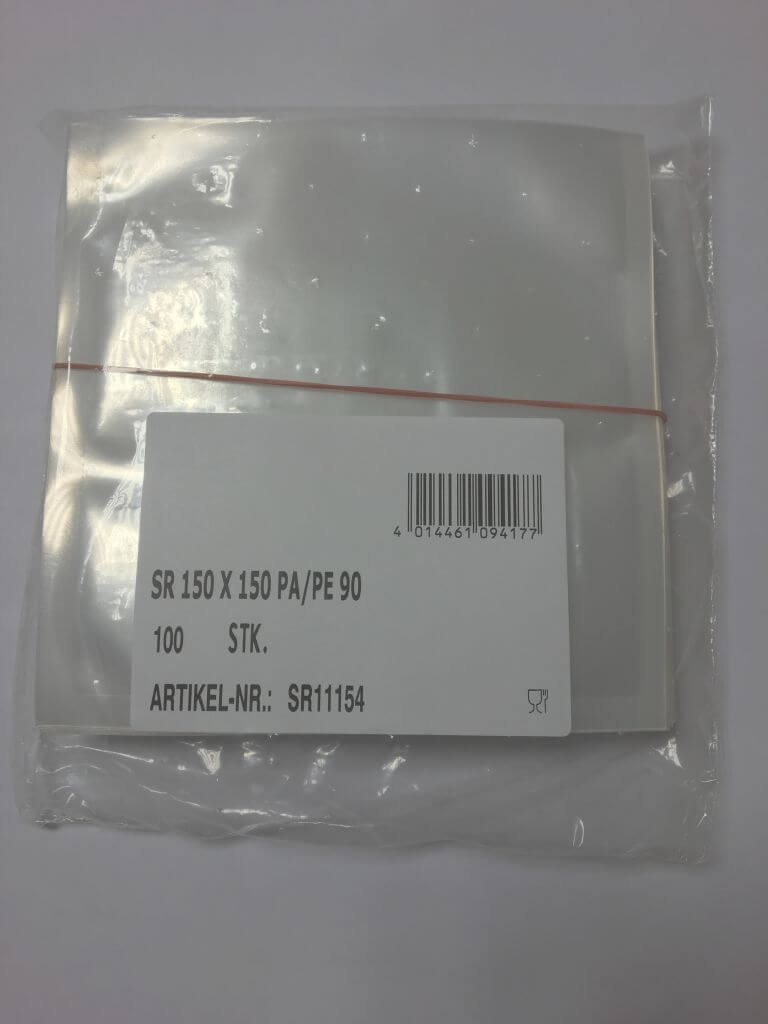 4 014461 094177
SR 150 X 150 PA/PE 90
100 STK.
ARTIKEL-NR.: SR11154